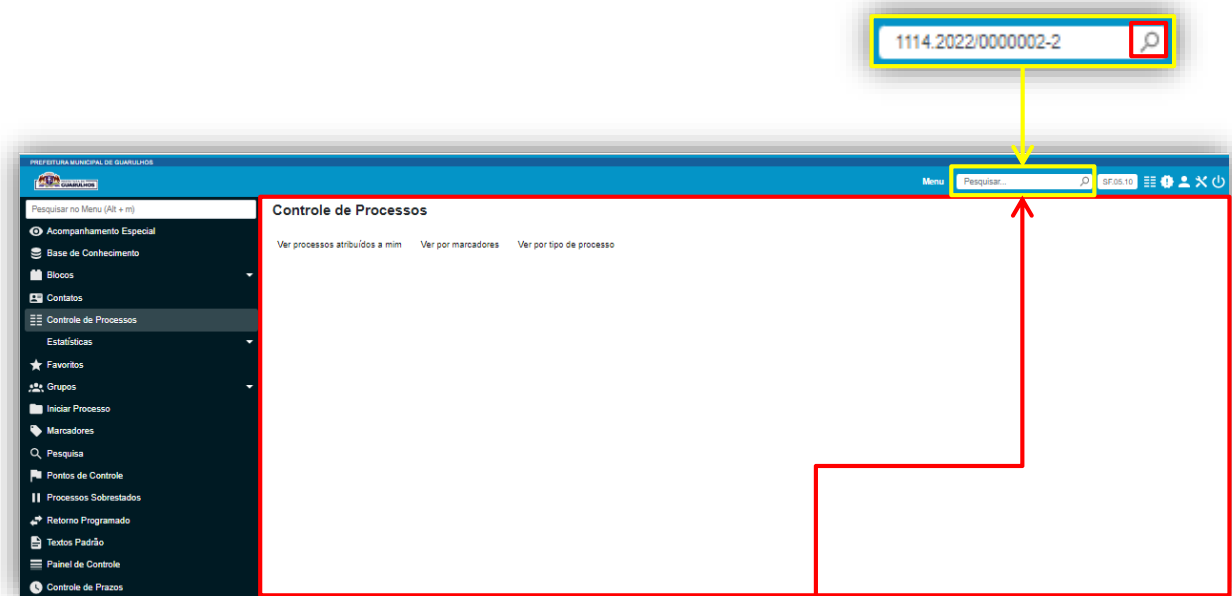 1114.2022/0000002-2
PREFEITURA MUNICIPAL DE GUARULHOS
GUARULHOS
Menu
Pesquisar...
SF.05.10
Pesquisar no Menu (Alt + m)
Acompanhamento Especial
Base de Conhecimento
Blocos
Contatos
Controle de Processos
Estatísticas
Favoritos
Grupos
Iniciar Processo
Marcadores
Pesquisa
Pontos de Controle
Processos Sobrestados
Retorno Programado
Textos Padrão
Painel de Controle
Controle de Prazos
Controle de Processos
Ver processos atribuídos a mim Ver por marcadores Ver por tipo de processo